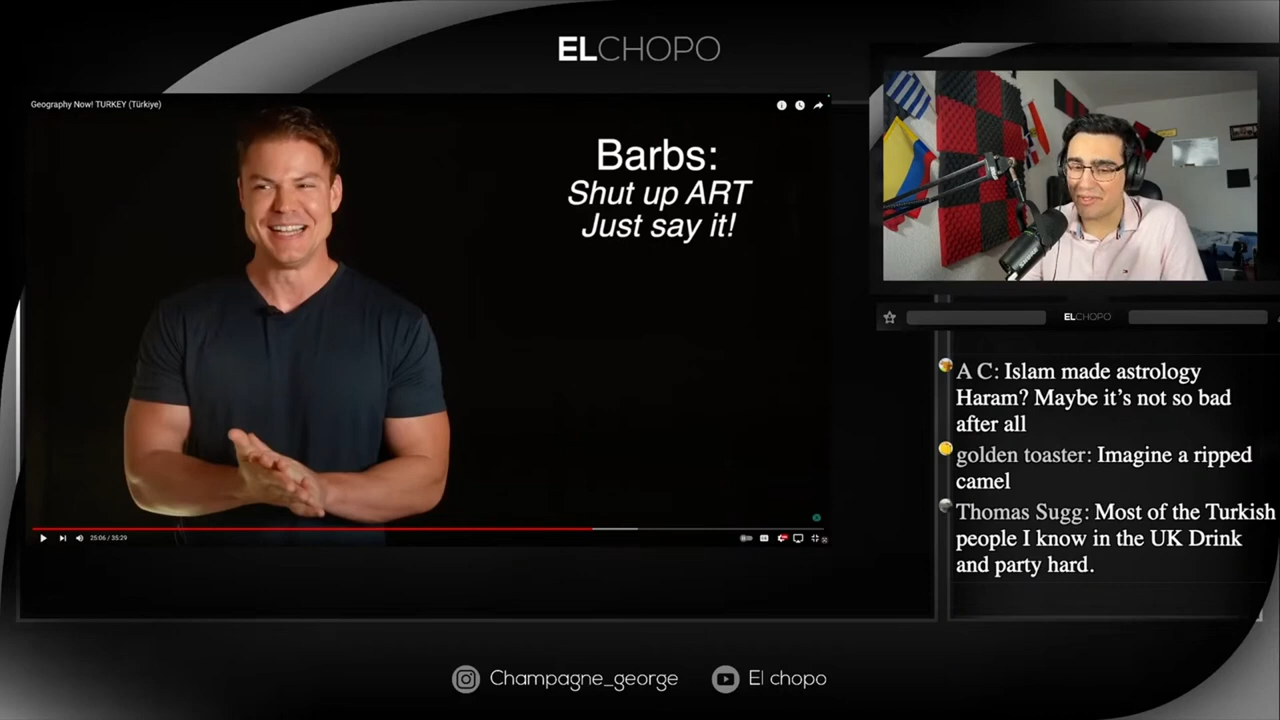 ELCHOPO
Geography Now! TURKEY (Türkiye)
Barbs:
Shut up ART
Just say it!
25:06 / 35:29
ELCHOPO
A C: Islam made astrology
Haram? Maybe it's not so bad
after all
golden toaster: Imagine a ripped
camel
Thomas Sugg: Most of the Turkish
people I know in the UK Drink
and party hard.
Champagne_george
El chopo